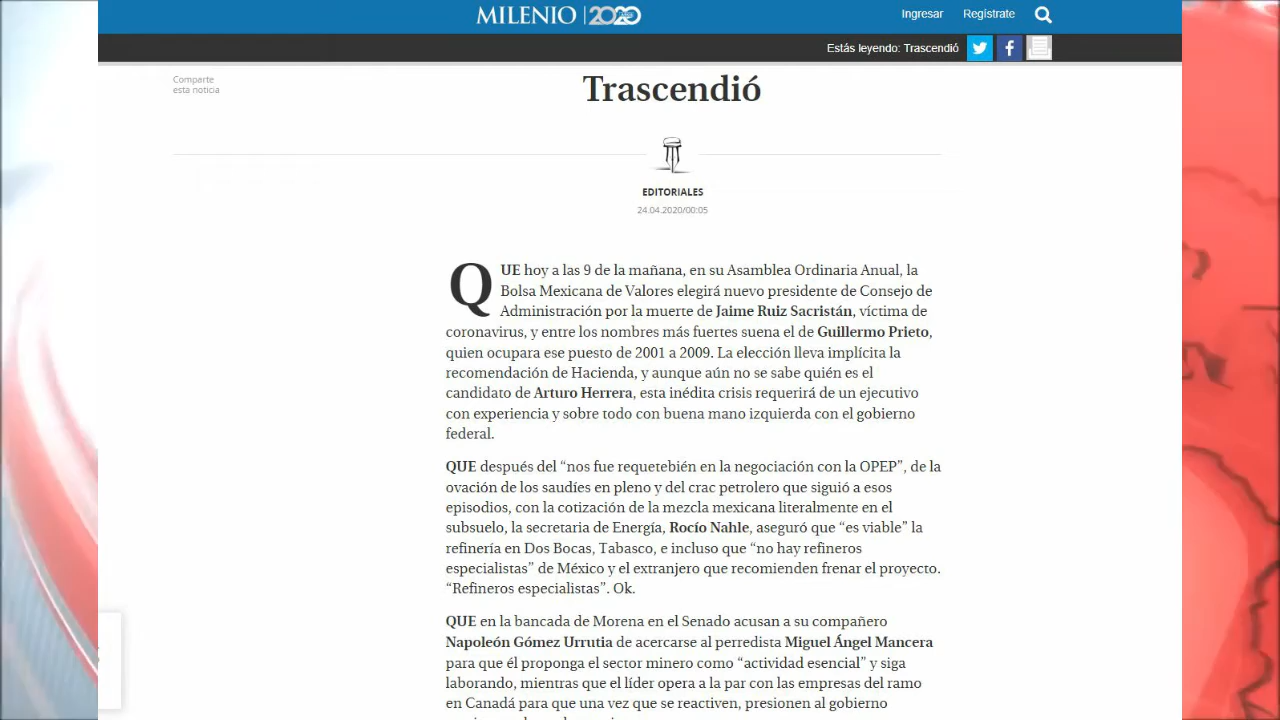 MILENIO 2020
Ingresar
Regístrate
Estás leyendo: Trascendió
Comparte
esta noticia
Trascendió
EDITORIALES
24.04.2020/00:05
QUE hoy a las 9 de la mañana, en su Asamblea Ordinaria Anual, la
Bolsa Mexicana de Valores elegirá nuevo presidente de Consejo de
Administración por la muerte de Jaime Ruiz Sacristán, víctima de
coronavirus, y entre los nombres más fuertes suena el de Guillermo Prieto,
quien ocupara ese puesto de 2001 a 2009. La elección lleva implícita la
recomendación de Hacienda, y aunque aún no se sabe quién es el
candidato de Arturo Herrera, esta inédita crisis requerirá de un ejecutivo
con experiencia y sobre todo con buena mano izquierda con el gobierno
federal.
QUE después del “nos fue requetebién en la negociación con la OPEP”, de la
ovación de los saudíes en pleno y del crac petrolero que siguió a esos
episodios, con la cotización de la mezcla mexicana literalmente en el
subsuelo, la secretaria de Energía, Rocío Nahle, aseguró que “es viable” la
refinería en Dos Bocas, Tabasco, e incluso que “no hay refineros
especialistas” de México y el extranjero que recomienden frenar el proyecto.
“Refineros especialistas”. Ok.
QUE en la bancada de Morena en el Senado acusan a su compañero
Napoleón Gómez Urrutia de acercarse al perredista Miguel Ángel Mancera
para que él proponga el sector minero como “actividad esencial” y siga
laborando, mientras que el líder opera a la par con las empresas del ramo
en Canadá para que una vez que se reactiven, presionen al gobierno